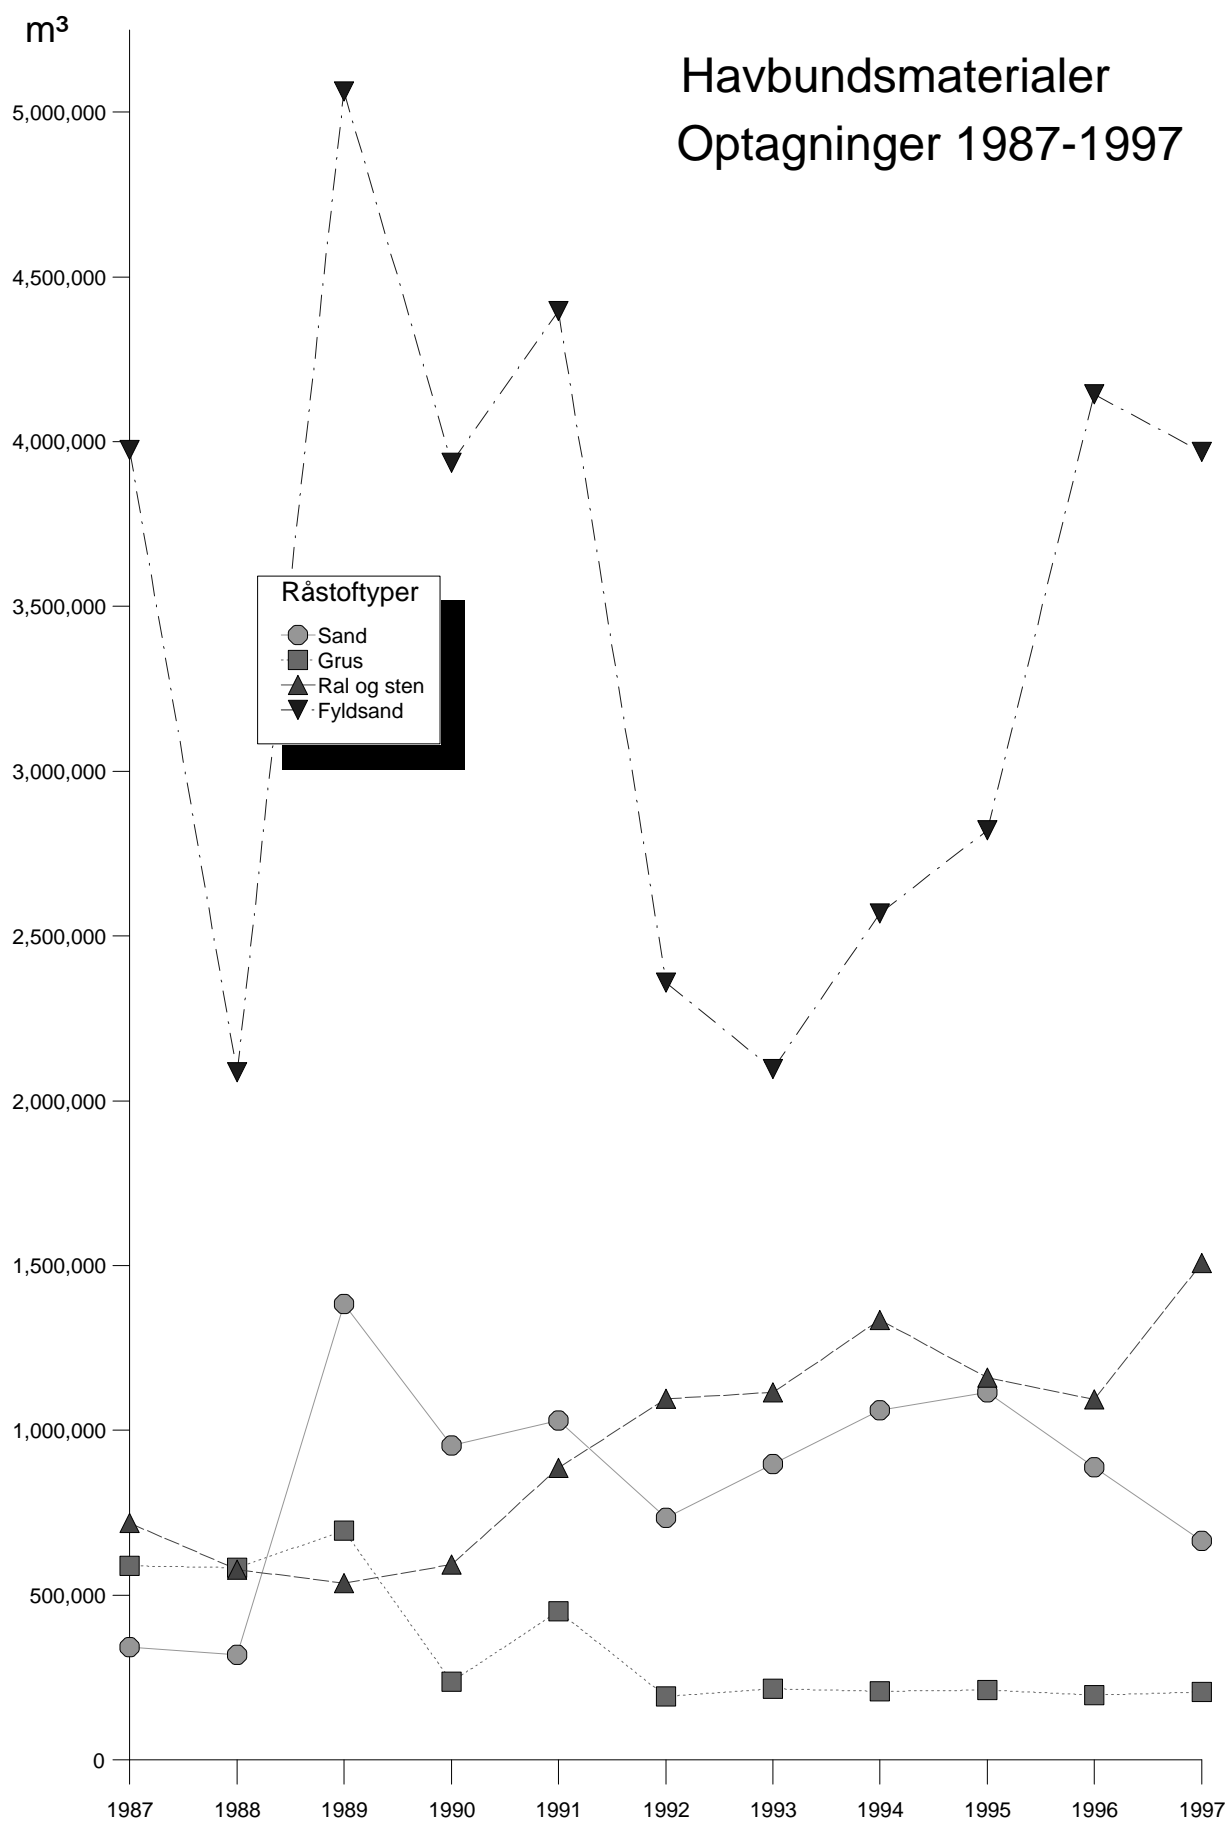 m³
Havbundsmaterialer
Optagninger 1987-1997
5,000,000
4,500,000
4,000,000
3,500,000
3,000,000
2,500,000
2,000,000
1,500,000
1,000,000
500,000
0
Råstoftyper
Sand
Grus
Ral og sten
Fyldsand
1987 1988 1989 1990 1991 1992 1993 1994 1995 1996 1997